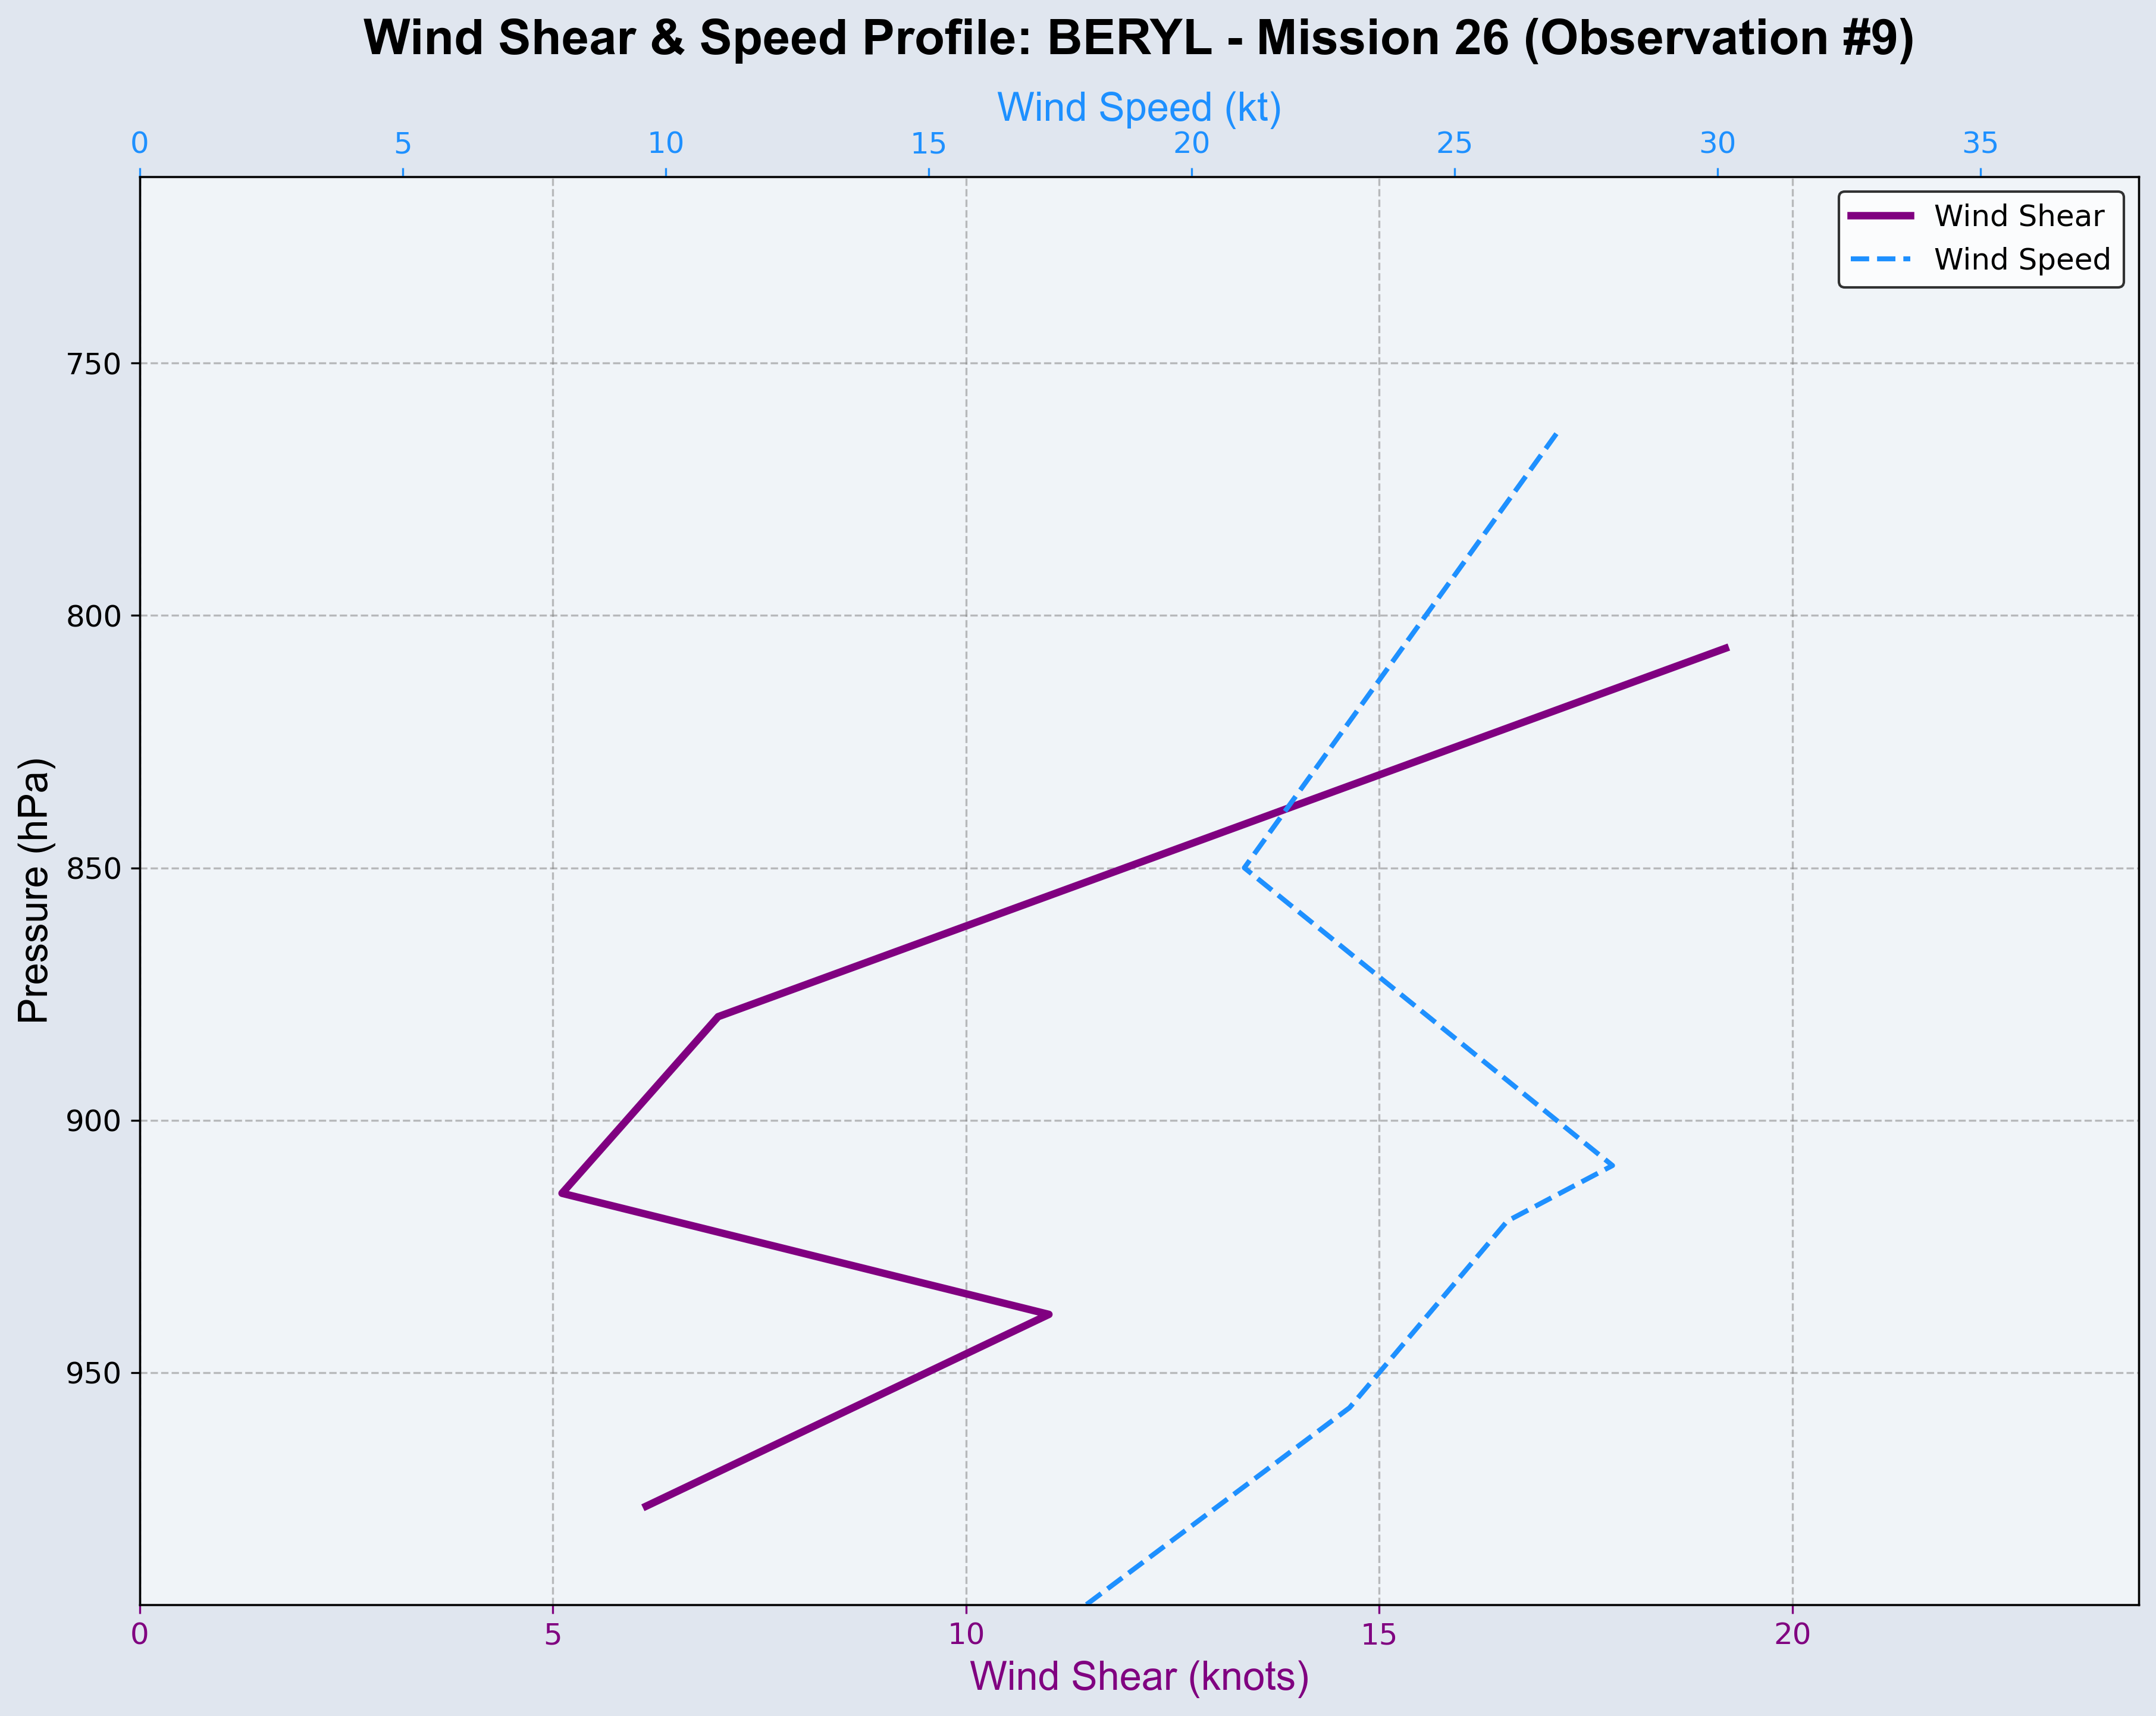 Wind Shear & Speed Profile: BERYL - Mission 26 (Observation #9)
Wind Speed (kt)
0 5 10 15 20 25 30 35
Wind Shear
Wind Speed
750
800
850
900
950
Pressure (hPa)
0 5 10 15 20
Wind Shear (knots)